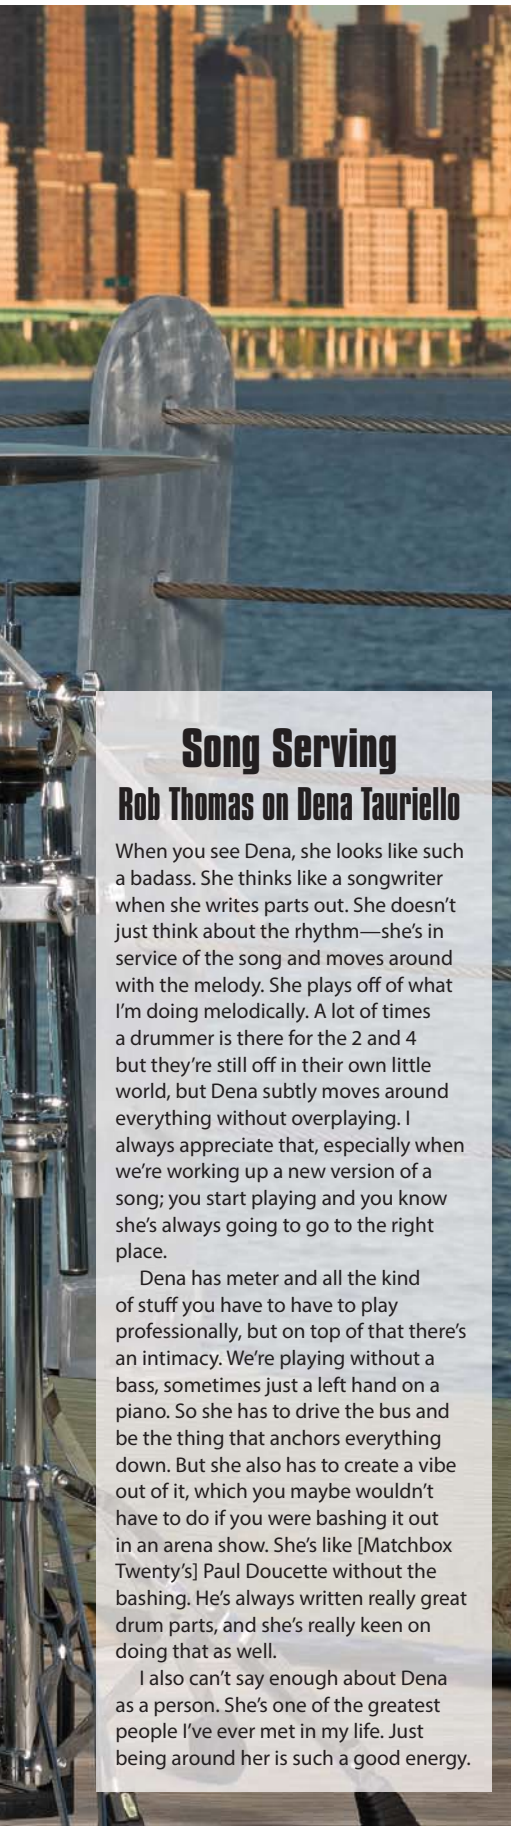 Song Serving
Rob Thomas on Dena Tauriello
When you see Dena, she looks like such
a badass. She thinks like a songwriter
when she writes parts out. She doesn’t
just think about the rhythm—she’s in
service of the song and moves around
with the melody. She plays off of what
I’m doing melodically. A lot of times
a drummer is there for the 2 and 4
but they’re still off in their own little
world, but Dena subtly moves around
everything without overplaying. I
always appreciate that, especially when
we’re working up a new version of a
song; you start playing and you know
she’s always going to go to the right
place.
Dena has meter and all the kind
of stuff you have to have to play
professionally, but on top of that there’s
an intimacy. We’re playing without a
bass, sometimes just a left hand on a
piano. So she has to drive the bus and
be the thing that anchors everything
down. But she also has to create a vibe
out of it, which you maybe wouldn’t
have to do if you were bashing it out
in an arena show. She’s like [Matchbox
Twenty’s] Paul Doucette without the
bashing. He’s always written really great
drum parts, and she’s really keen on
doing that as well.
I also can’t say enough about Dena
as a person. She’s one of the greatest
people I’ve ever met in my life. Just
being around her is such a good energy.